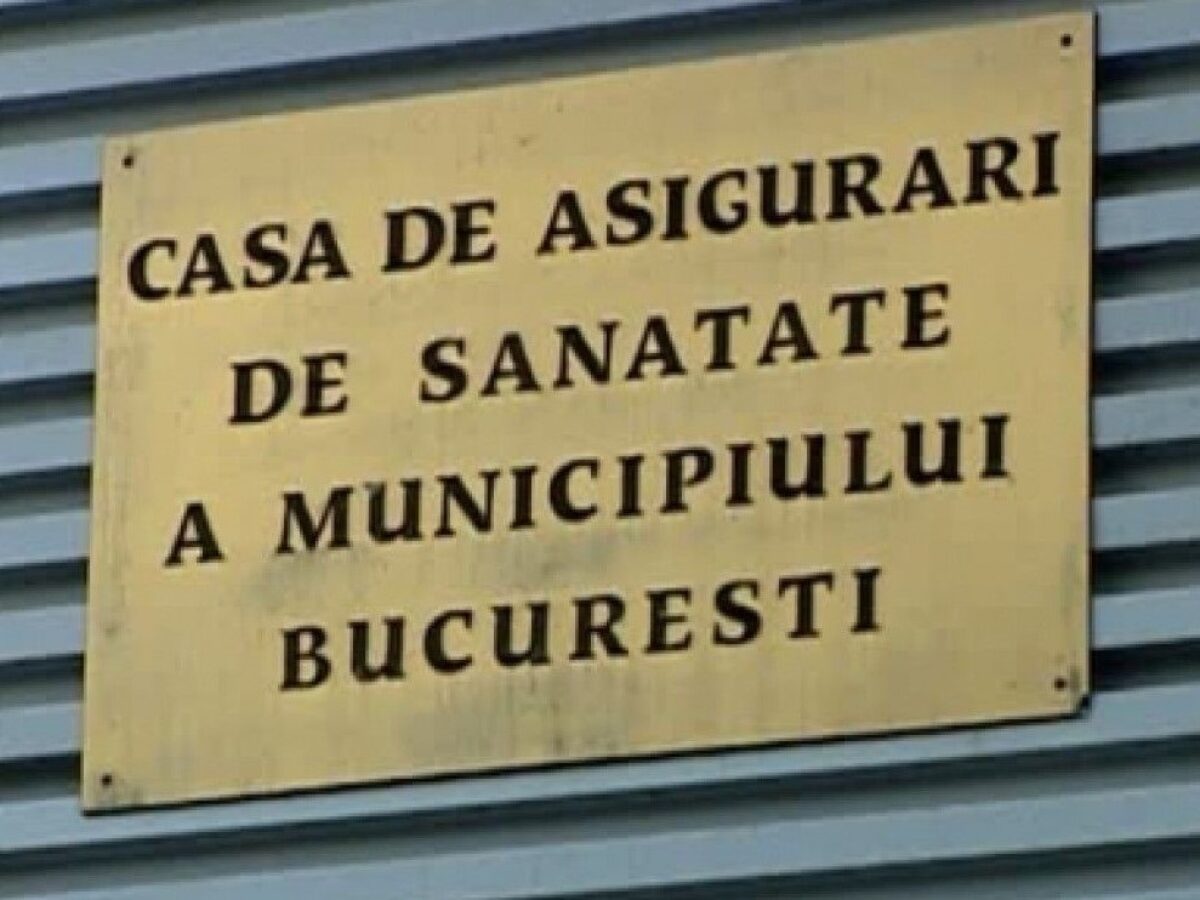 CASA DE ASIGURARI
DE SANATATE
A MUNICIPIULUI
BUCURESTI